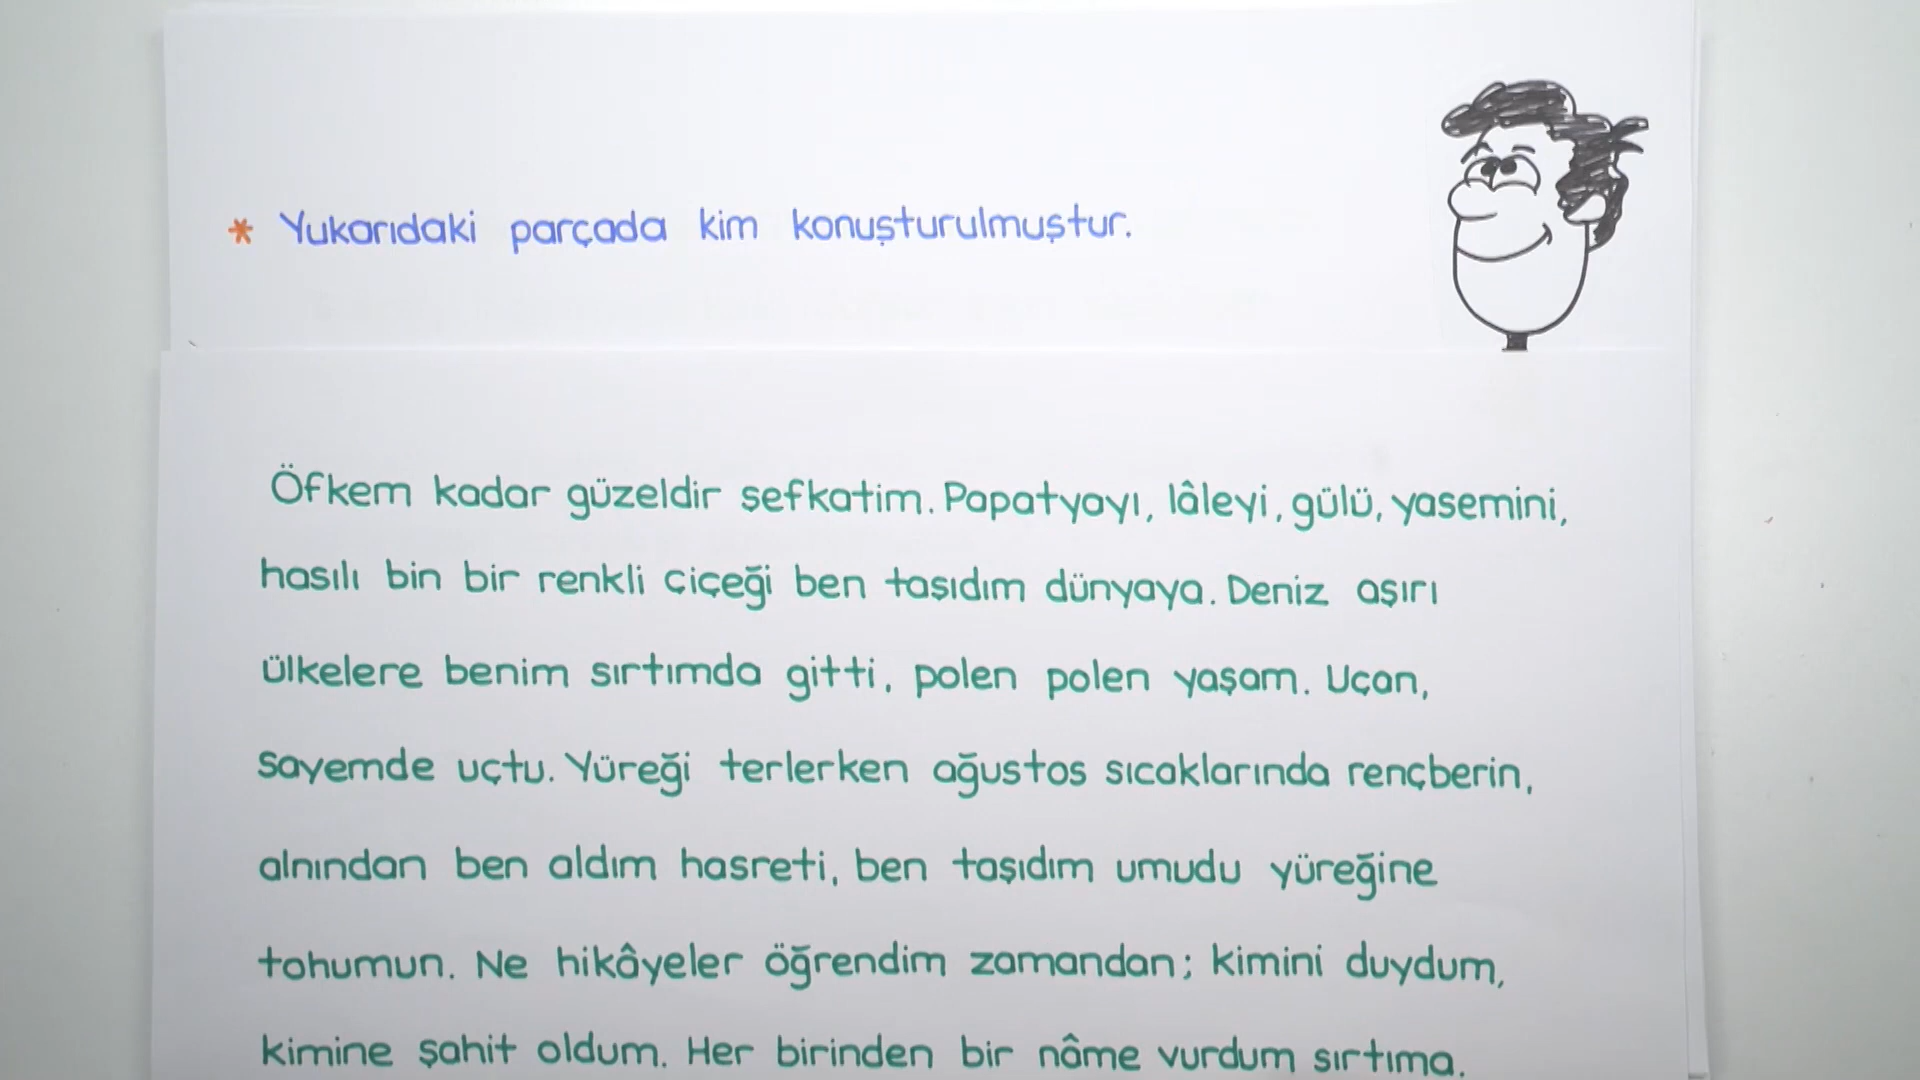 * Yukarıdaki parçada kim konuşturulmuştur.
Öfkem kadar güzeldir şefkatim. Papatyayı, lâleyi, gülü, yasemini,
hasılı bin bir renkli çiçeği ben taşıdım dünyaya. Deniz aşırı
ülkelere benim sırtımda gitti, polen polen yaşam. Uçan,
sayemde uçtu. Yüreği terlerken ağustos sıcaklarında rençberin,
alnından ben aldım hasreti, ben taşıdım umudu yüreğine
tohumun. Ne hikâyeler öğrendim zamandan; kimini duydum,
kimine şahit oldum. Her birinden bir nâme vurdum sırtıma.